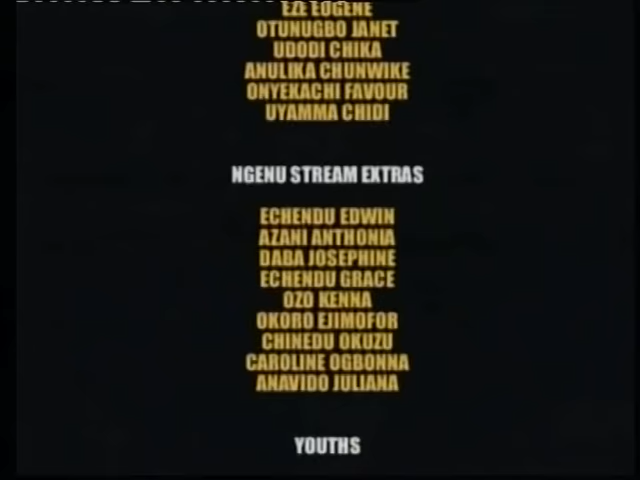 EZE EUGENE
OTUNUGBO JANET
UDODI CHIKA
ANULIKA CHUNWIKE
ONYEKACHI FAVOUR
UYAMMA CHIDI
NGENU STREAM EXTRAS
ECHENDU EDWIN
AZANI ANTHONIA
DABA JOSEPHINE
ECHENDU GRACE
OZO KENNA
OKORO EJIMOFOR
CHINEDU OKUZU
CAROLINE OGBONNA
ANAVIDO JULIANA
YOUTHS